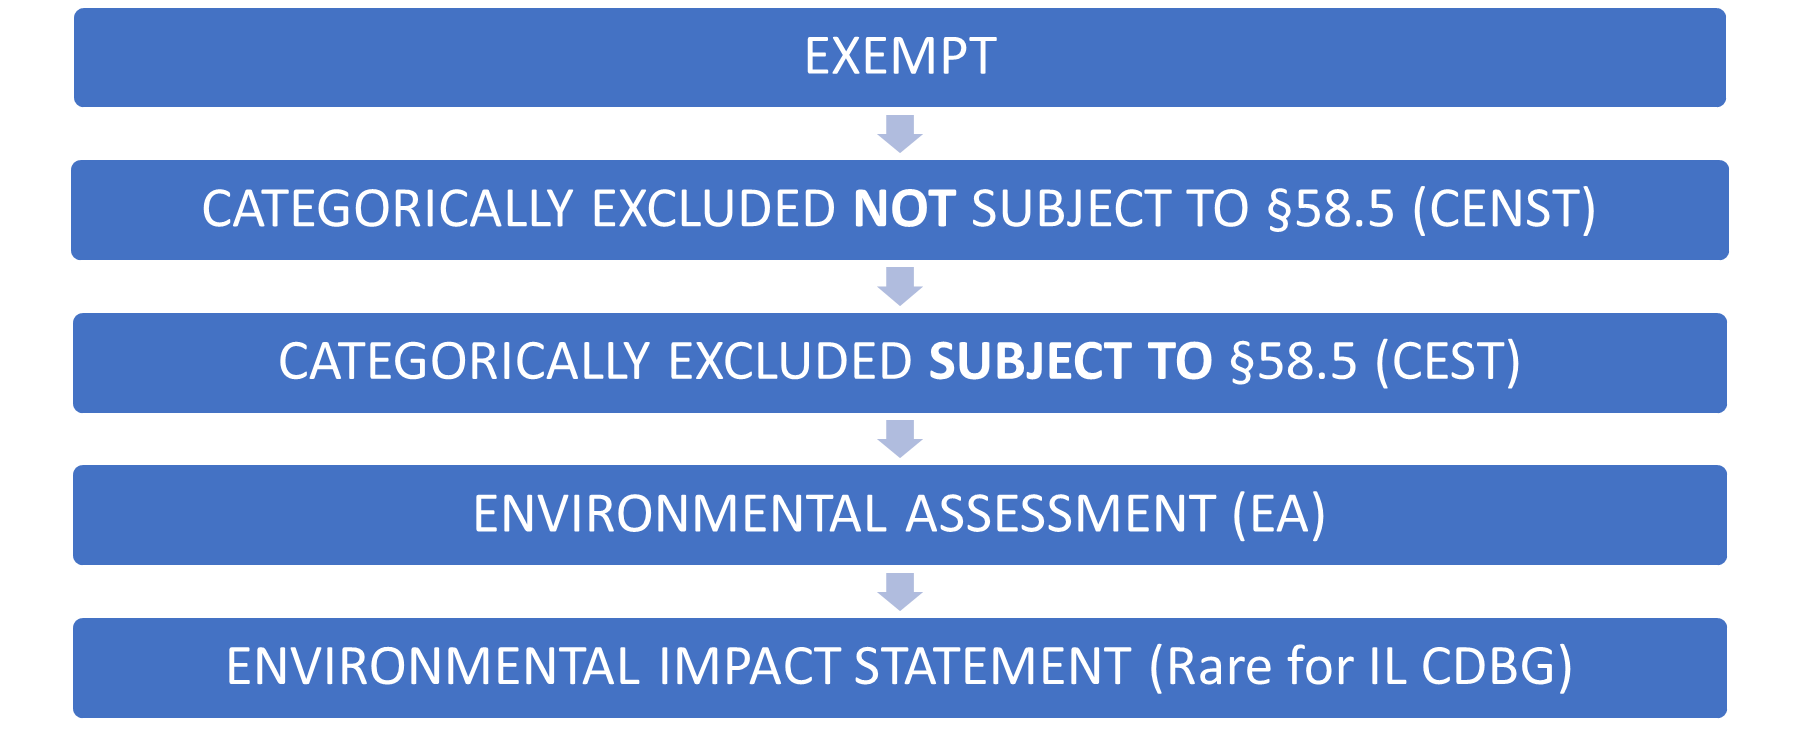 EXEMPT
CATEGORICALLY EXCLUDED NOT SUBJECT TO §58.5 (CENST)
CATEGORICALLY EXCLUDED SUBJECT TO §58.5 (CEST)
ENVIRONMENTAL ASSESSMENT (EA)
ENVIRONMENTAL IMPACT STATEMENT (Rare for IL CDBG)